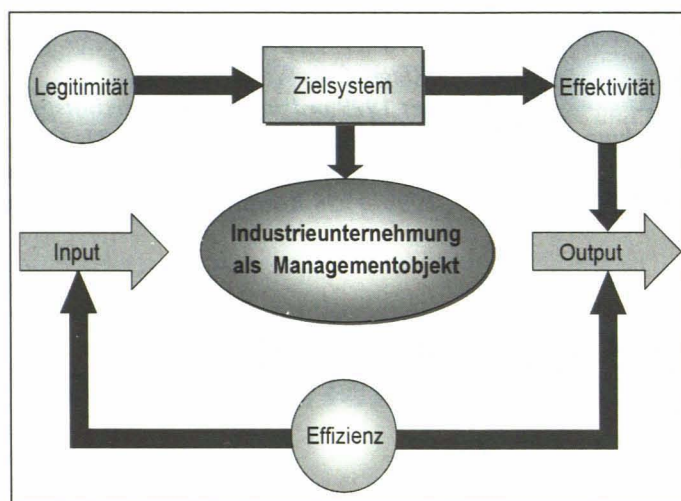 Legitimität
Zielsystem
Effektivität
Industrieunternehmung
als Managementobjekt
Input
Output
Effizienz